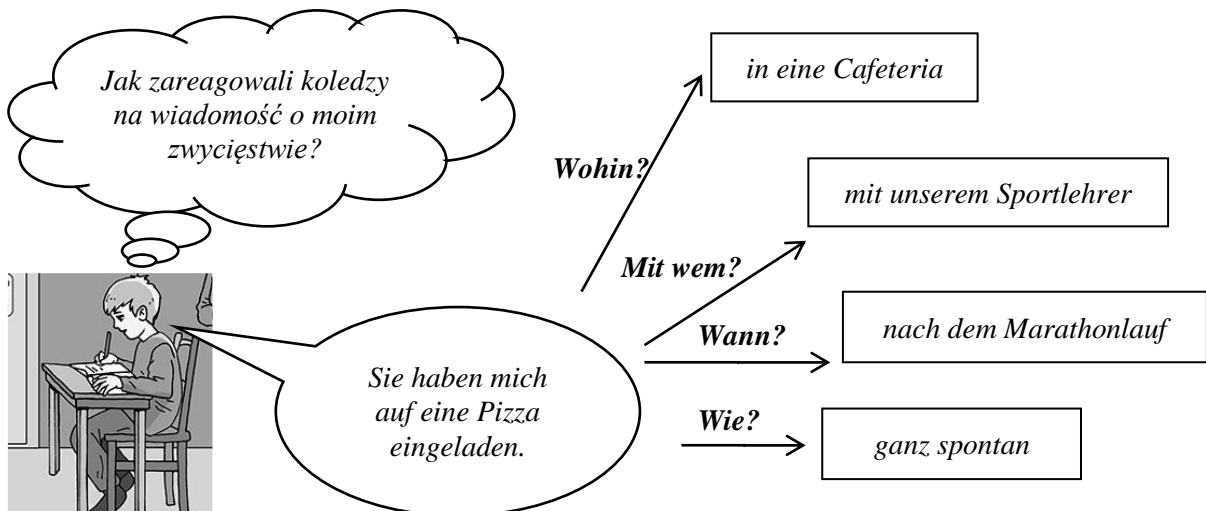 Jak zareagowali koledzy
na wiadomość o moim
zwycięstwie?
in eine Cafeteria
Wohin?
mit unserem Sportlehrer
Mit wem?
nach dem Marathonlauf
Wann?
Sie haben mich
auf eine Pizza
eingeladen.
Wie?
ganz spontan